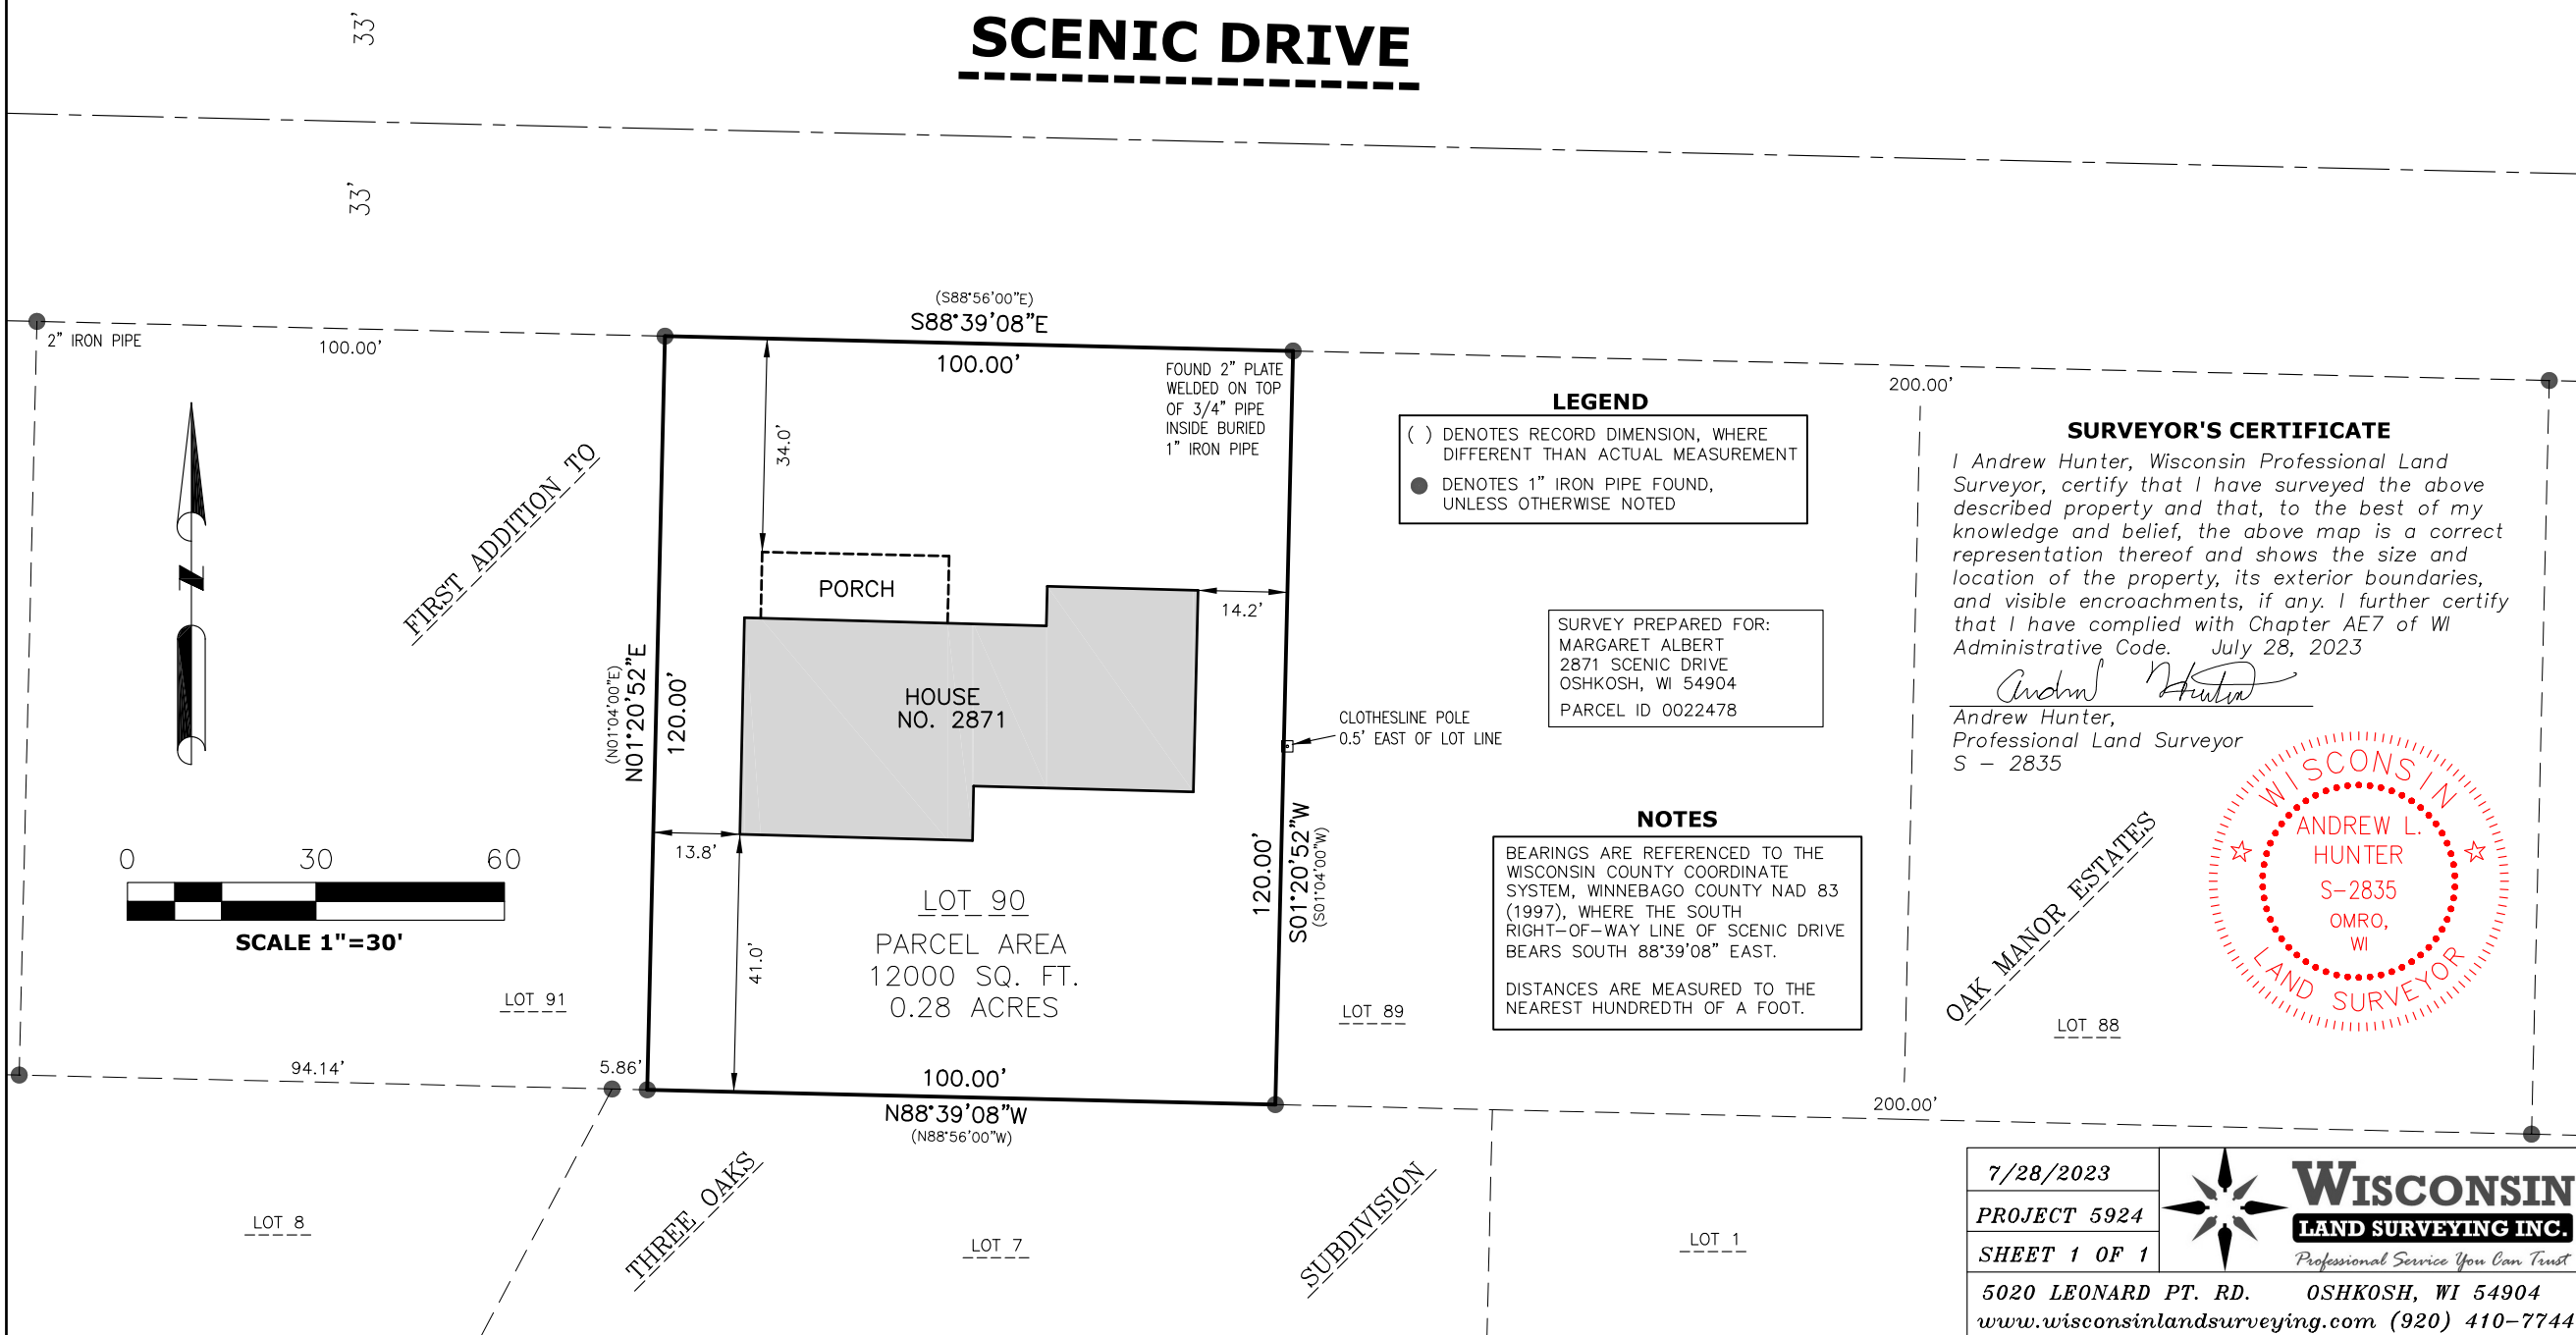 SCENIC DRIVE
33'
33'
(S88°56'00"E)
S88°39'08"E
100.00'
2" IRON PIPE
100.00'
FOUND 2" PLATE
WELDED ON TOP
OF 3/4" PIPE
INSIDE BURIED
1" IRON PIPE
200.00'
34.0'
FIRST ADDITION TO
N
LEGEND
( ) DENOTES RECORD DIMENSION, WHERE
DIFFERENT THAN ACTUAL MEASUREMENT
DENOTES 1" IRON PIPE FOUND,
UNLESS OTHERWISE NOTED
SURVEYOR'S CERTIFICATE
I Andrew Hunter, Wisconsin Professional Land
Surveyor, certify that I have surveyed the above
described property and that, to the best of my
knowledge and belief, the above map is a correct
representation thereof and shows the size and
location of the property, its exterior boundaries,
and visible encroachments, if any. I further certify
that I have complied with Chapter AE7 of WI
Administrative Code. July 28, 2023
Andrew Hunter
Andrew Hunter,
Professional Land Surveyor
S - 2835
PORCH
14.2'
SURVEY PREPARED FOR:
MARGARET ALBERT
2871 SCENIC DRIVE
OSHKOSH, WI 54904
PARCEL ID 0022478
(N01°04'00"E)
N01°20'52"E
120.00'
HOUSE
NO. 2871
CLOTHESLINE POLE
0.5' EAST OF LOT LINE
120.00'
S01°20'52"W
(S01°04'00"W)
13.8'
41.0'
0 30 60
SCALE 1"=30'
LOT 90
PARCEL AREA
12000 SQ. FT.
0.28 ACRES
NOTES
BEARINGS ARE REFERENCED TO THE
WISCONSIN COUNTY COORDINATE
SYSTEM, WINNEBAGO COUNTY NAD 83
(1997), WHERE THE SOUTH
RIGHT-OF-WAY LINE OF SCENIC DRIVE
BEARS SOUTH 88°39'08" EAST.
DISTANCES ARE MEASURED TO THE
NEAREST HUNDREDTH OF A FOOT.
OAK MANOR ESTATES
WISCONSIN
ANDREW L.
HUNTER
S-2835
OMRO,
WI
LAND SURVEYOR
LOT 91
LOT 89
LOT 88
94.14'
5.86'
100.00'
N88°39'08"W
(N88°56'00"W)
200.00'
LOT 8
THREE OAKS
LOT 7
SUBDIVISION
LOT 1
7/28/2023
PROJECT 5924
SHEET 1 OF 1
WISCONSIN
LAND SURVEYING INC.
Professional Service You Can Trust
5020 LEONARD PT. RD. OSHKOSH, WI 54904
www.wisconsinlandsurveying.com (920) 410-7744